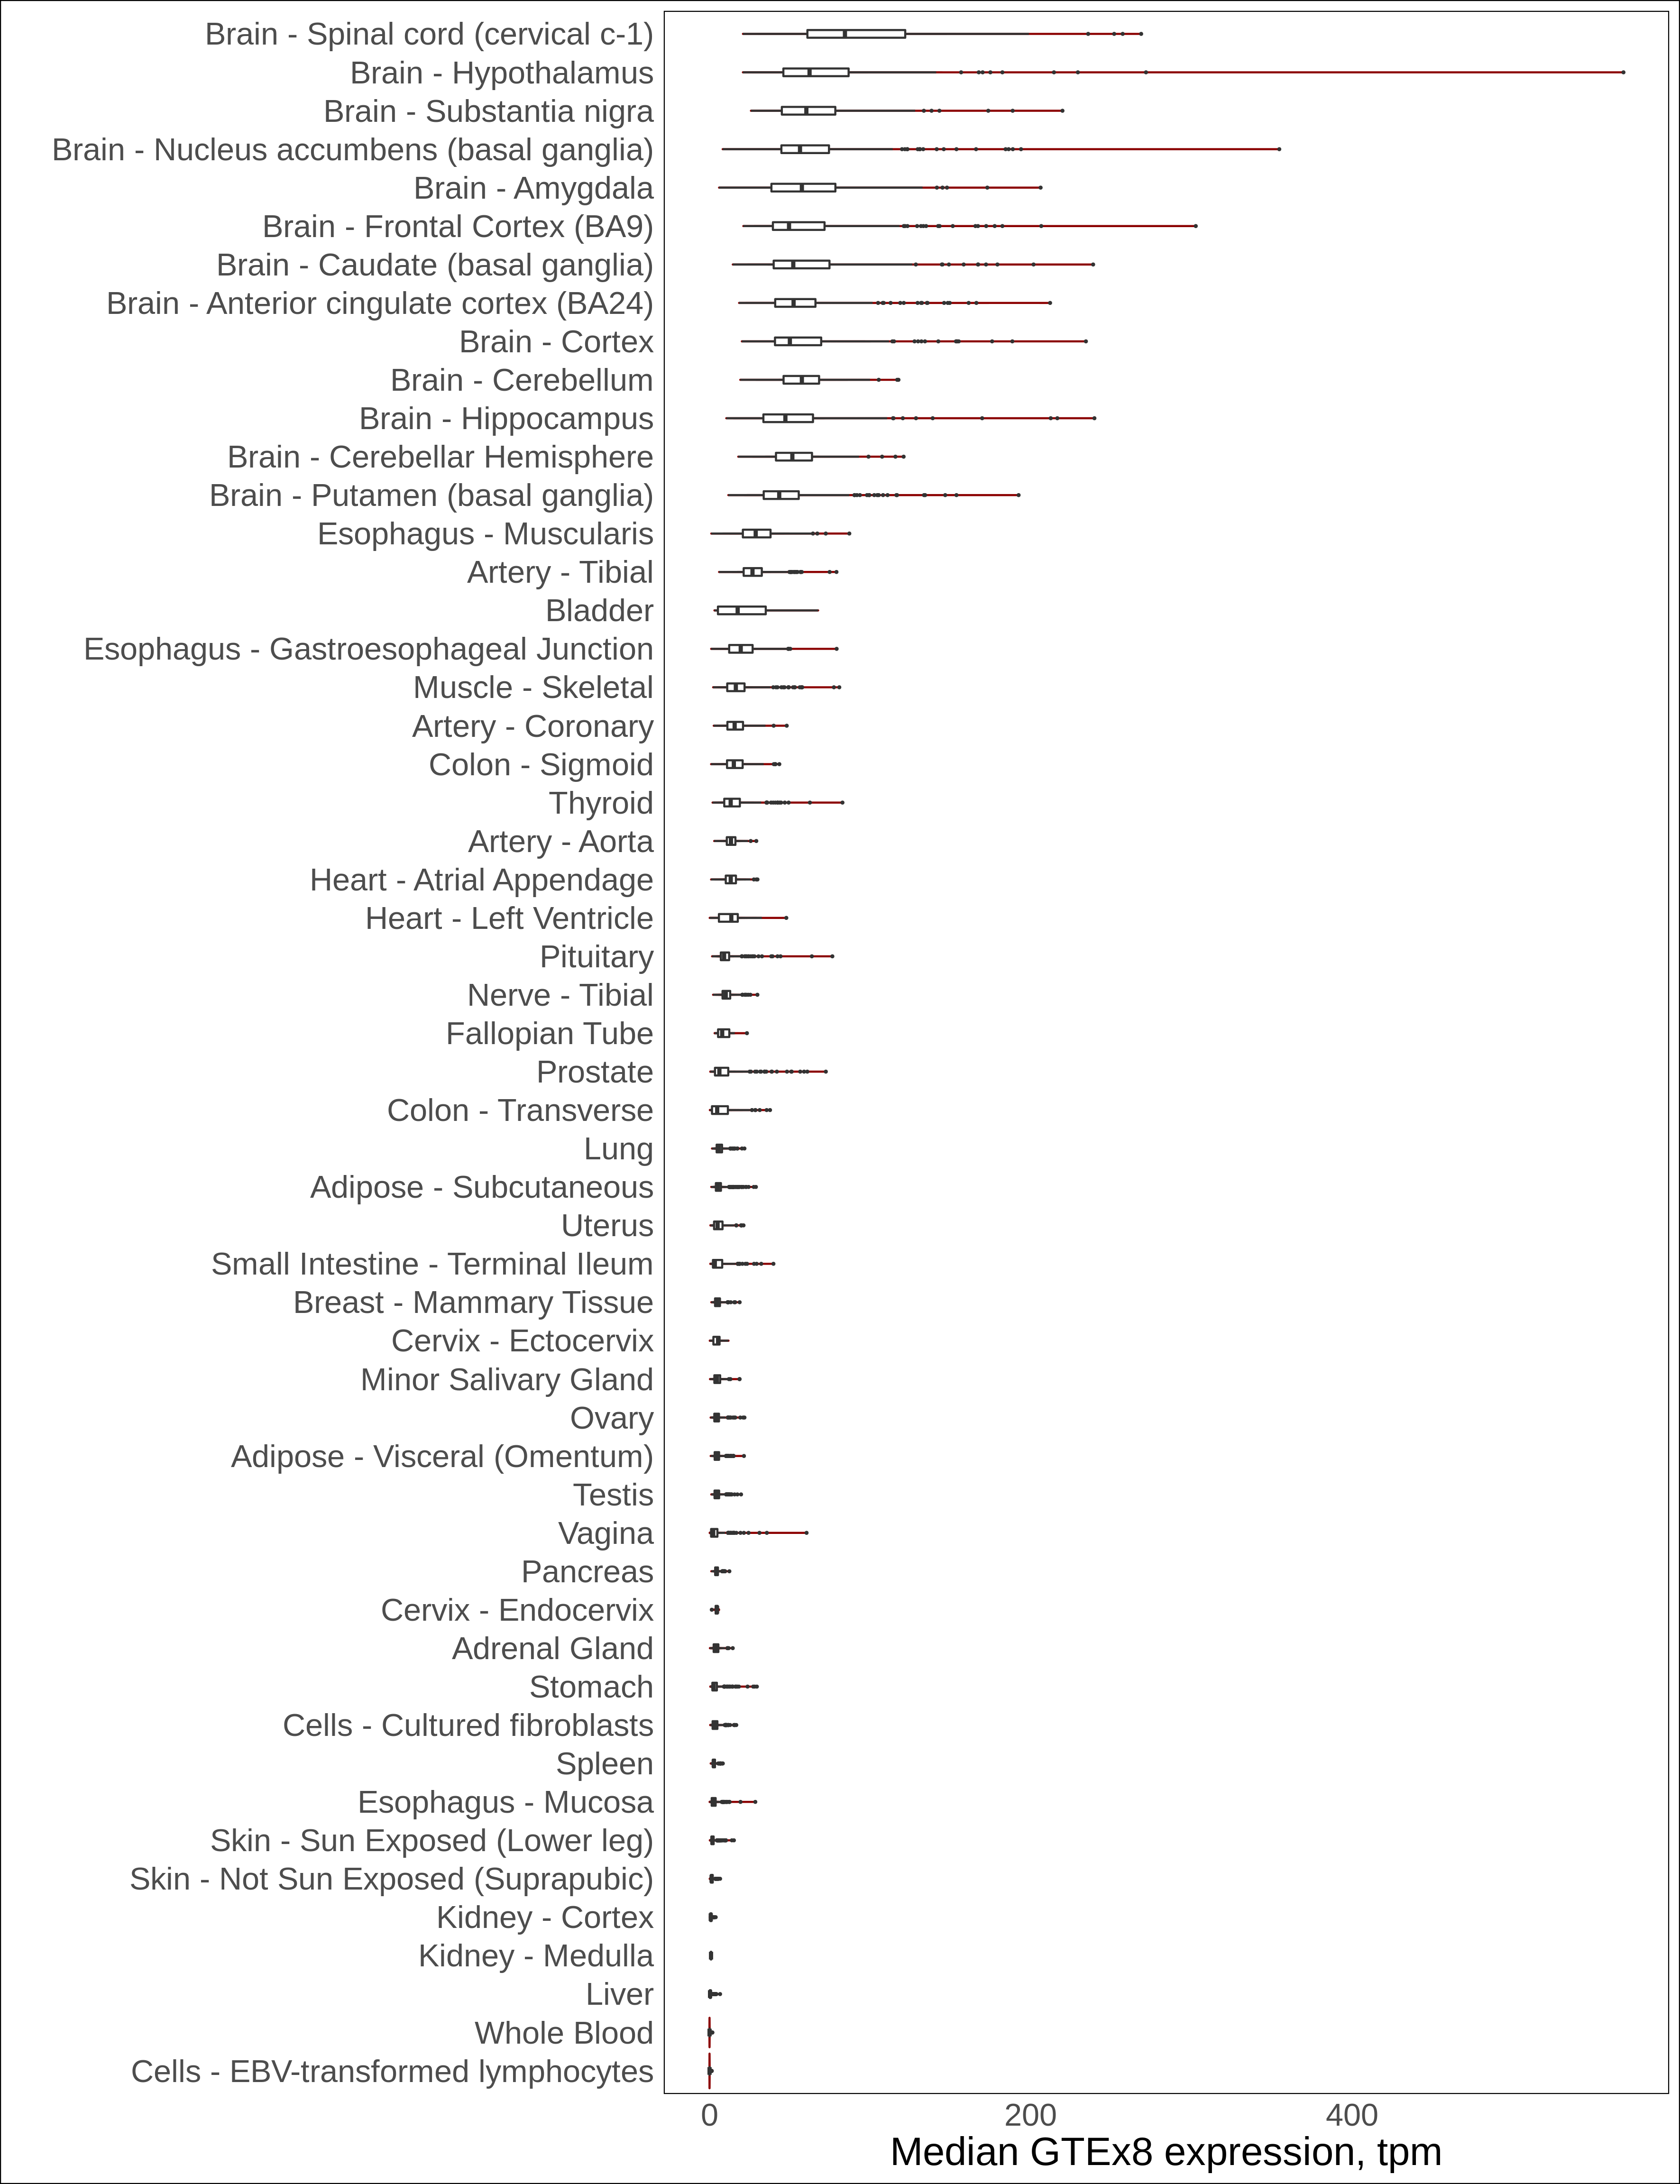 Brain - Spinal cord (cervical c-1)
Brain - Hypothalamus
Brain - Substantia nigra
Brain - Nucleus accumbens (basal ganglia)
Brain - Amygdala
Brain - Frontal Cortex (BA9)
Brain - Caudate (basal ganglia)
Brain - Anterior cingulate cortex (BA24)
Brain - Cortex
Brain - Cerebellum
Brain - Hippocampus
Brain - Cerebellar Hemisphere
Brain - Putamen (basal ganglia)
Esophagus - Muscularis
Artery - Tibial
Bladder
Esophagus - Gastroesophageal Junction
Muscle - Skeletal
Artery - Coronary
Colon - Sigmoid
Thyroid
Artery - Aorta
Heart - Atrial Appendage
Heart - Left Ventricle
Pituitary
Nerve - Tibial
Fallopian Tube
Prostate
Colon - Transverse
Lung
Adipose - Subcutaneous
Uterus
Small Intestine - Terminal Ileum
Breast - Mammary Tissue
Cervix - Ectocervix
Minor Salivary Gland
Ovary
Adipose - Visceral (Omentum)
Testis
Vagina
Pancreas
Cervix - Endocervix
Adrenal Gland
Stomach
Cells - Cultured fibroblasts
Spleen
Esophagus - Mucosa
Skin - Sun Exposed (Lower leg)
Skin - Not Sun Exposed (Suprapubic)
Kidney - Cortex
Kidney - Medulla
Liver
Whole Blood
Cells - EBV-transformed lymphocytes
0 200 400
Median GTEx8 expression, tpm